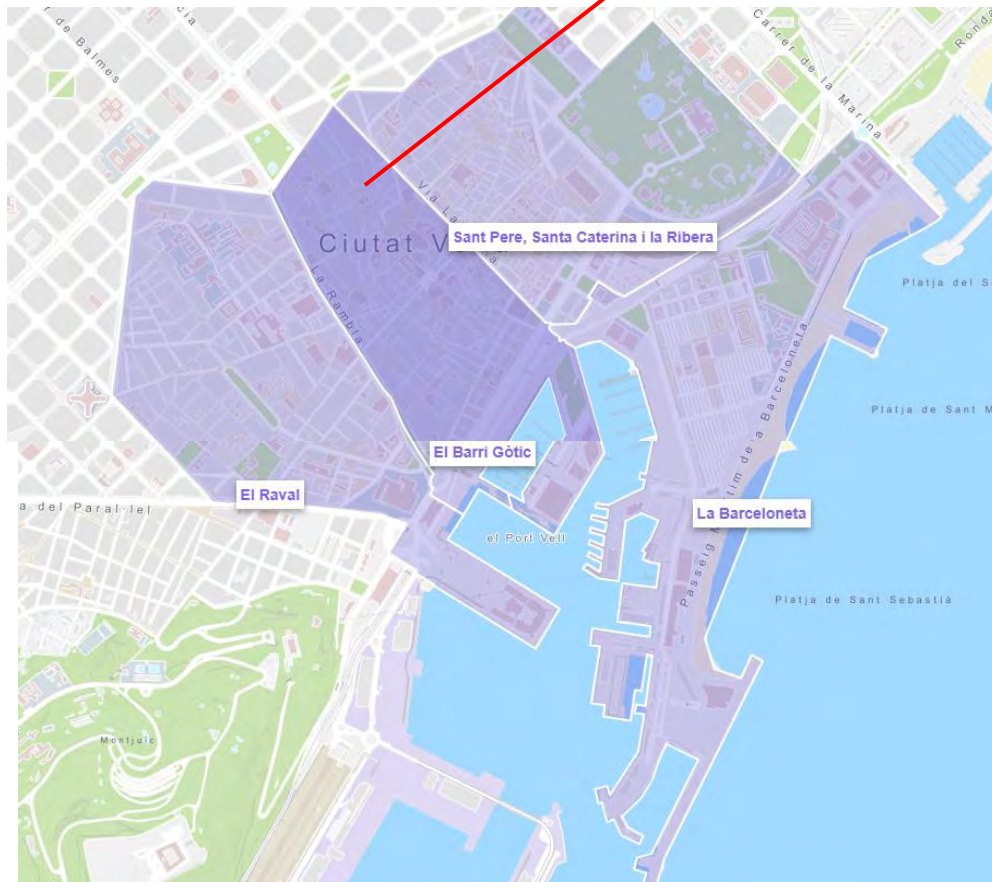 de Balmes
Carrer de la Marina
Ronda
Via La
Sant Pere, Santa Caterina i la Ribera
Ciutat V
La Rambla
Platja del S
Platja de Sant M
El Barri Gòtic
El Raval
a del Paral·lel
La Barceloneta
el Port Vell
Passeig M tim de la Barceloneta
Platja de Sant Sebastià
Montjuïc